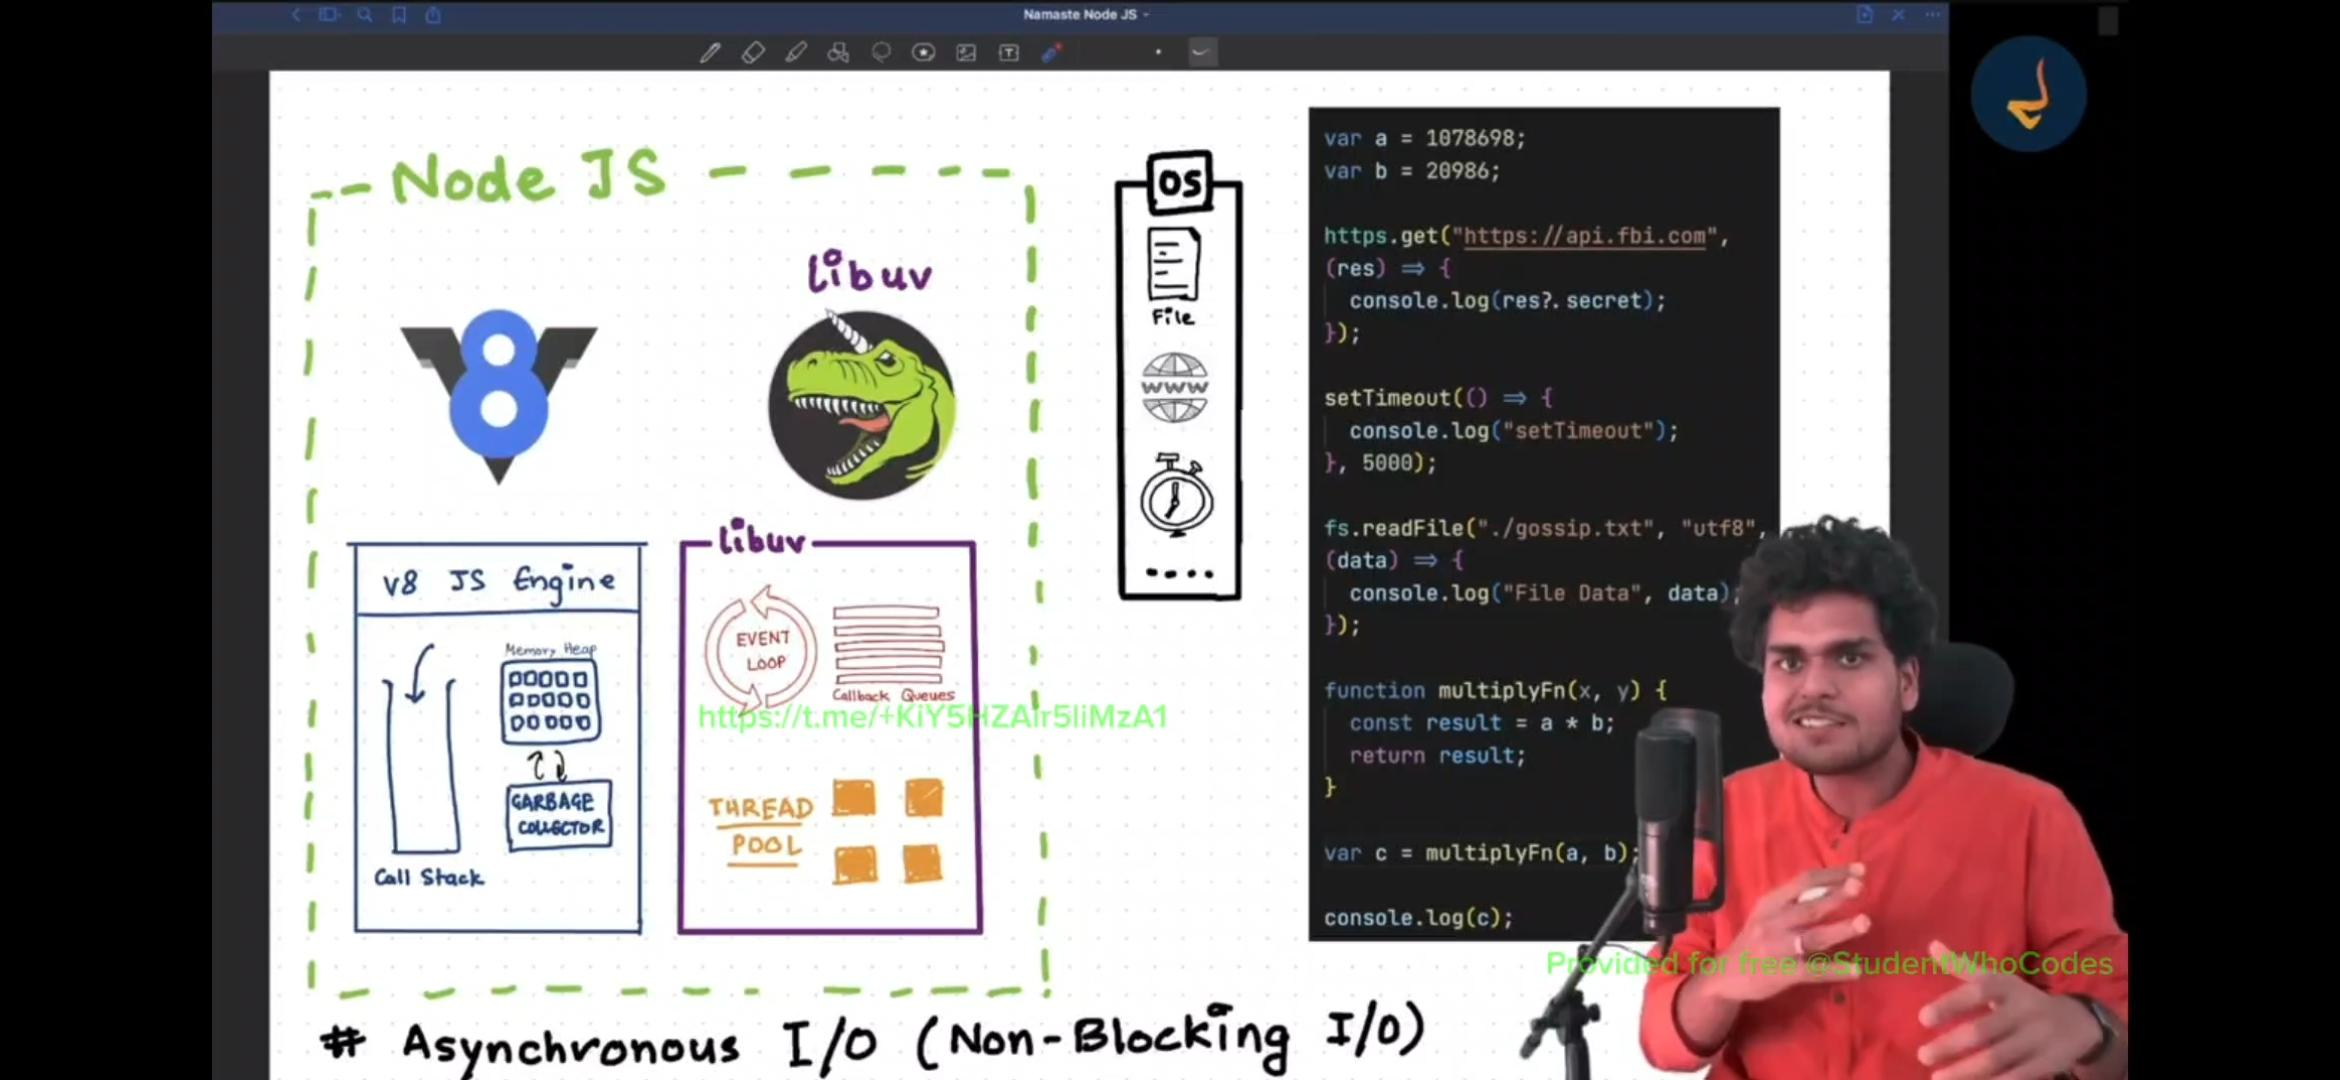 Namaste Node JS
Node JS
libuv
V8 JS Engine
Memory Heap
GARBAGE
COLLECTOR
Call Stack
libuv
EVENT
LOOP
Callback Queues
https://t.me/+KiY5HZAIr5liMzA1
THREAD
POOL
OS
File
www
var a = 1078698;
var b = 20986;
https.get("https://api.fbi.com",
(res) ⇒ {
console.log(res?.secret);
});
setTimeout(() ⇒ {
console.log("setTimeout");
}, 5000);
fs.readFile("./gossip.txt", "utf8",
(data) ⇒ {
console.log("File Data", data);
});
function multiplyFn(x, y) {
const result = a * b;
return result;
}
var c = multiplyFn(a, b);
console.log(c);
Provided for free @StudentWhoCodes
# Asynchronous I/O (Non-Blocking I/O)